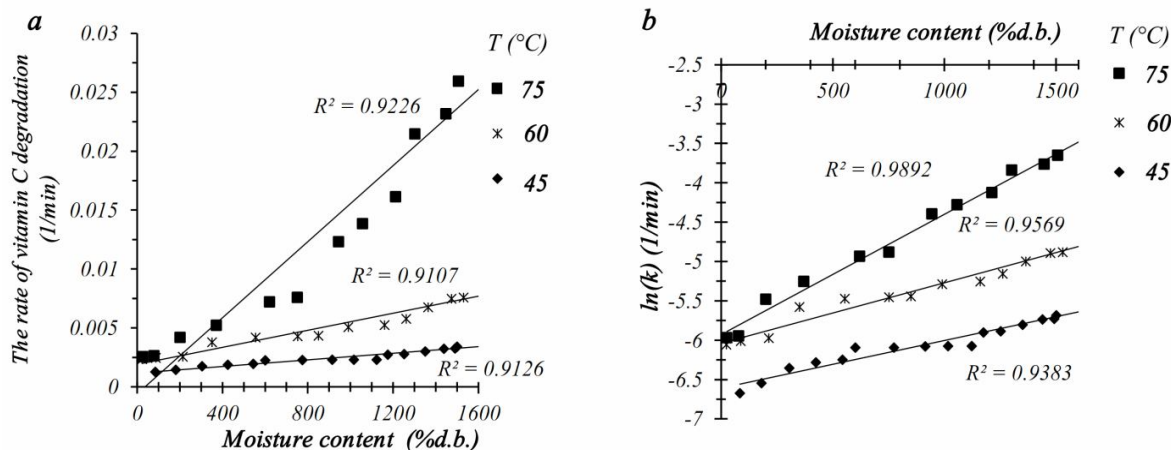 a
The rate of vitamin C degradation
(1/min)
0.03
0.025
0.02
0.015
0.01
0.005
0
0 400 800 1200 1600
Moisture content (%d.b.)
R² = 0.9226
R² = 0.9107
R² = 0.9126
T (°C)
75
60
45
b
Moisture content (%d.b.)
0 500 1000 1500
ln(k) (1/min)
-2.5
-3.5
-4
-4.5
-5
-5.5
-6
-6.5
-7
R² = 0.9892
R² = 0.9569
R² = 0.9383
T (°C)
75
60
45